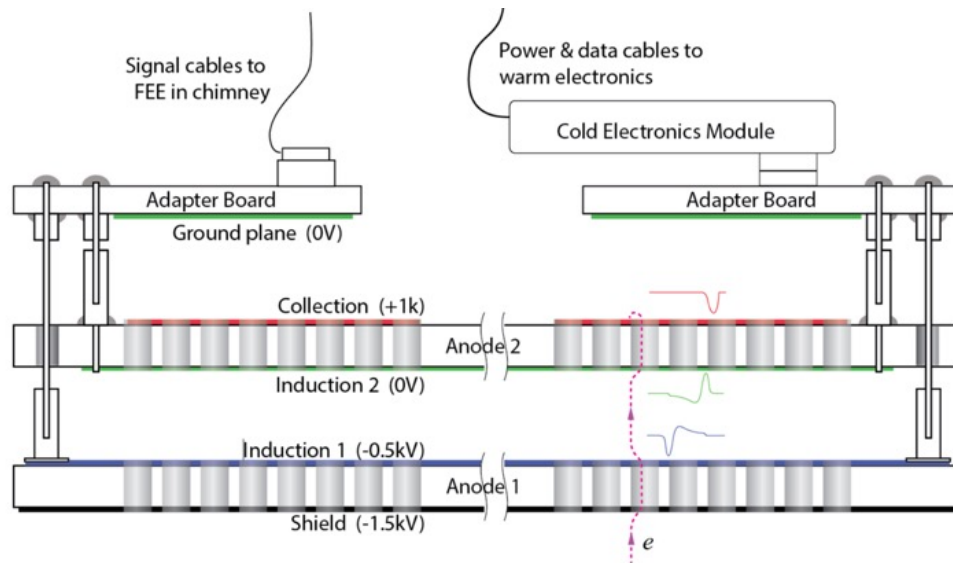 Signal cables to
FEE in chimney
Power & data cables to
warm electronics
Cold Electronics Module
Adapter Board
Adapter Board
Ground plane (0V)
Collection (+1k)
Anode 2
Induction 2 (0V)
Induction 1 (-0.5kV)
Anode 1
Shield (-1.5kV)
e